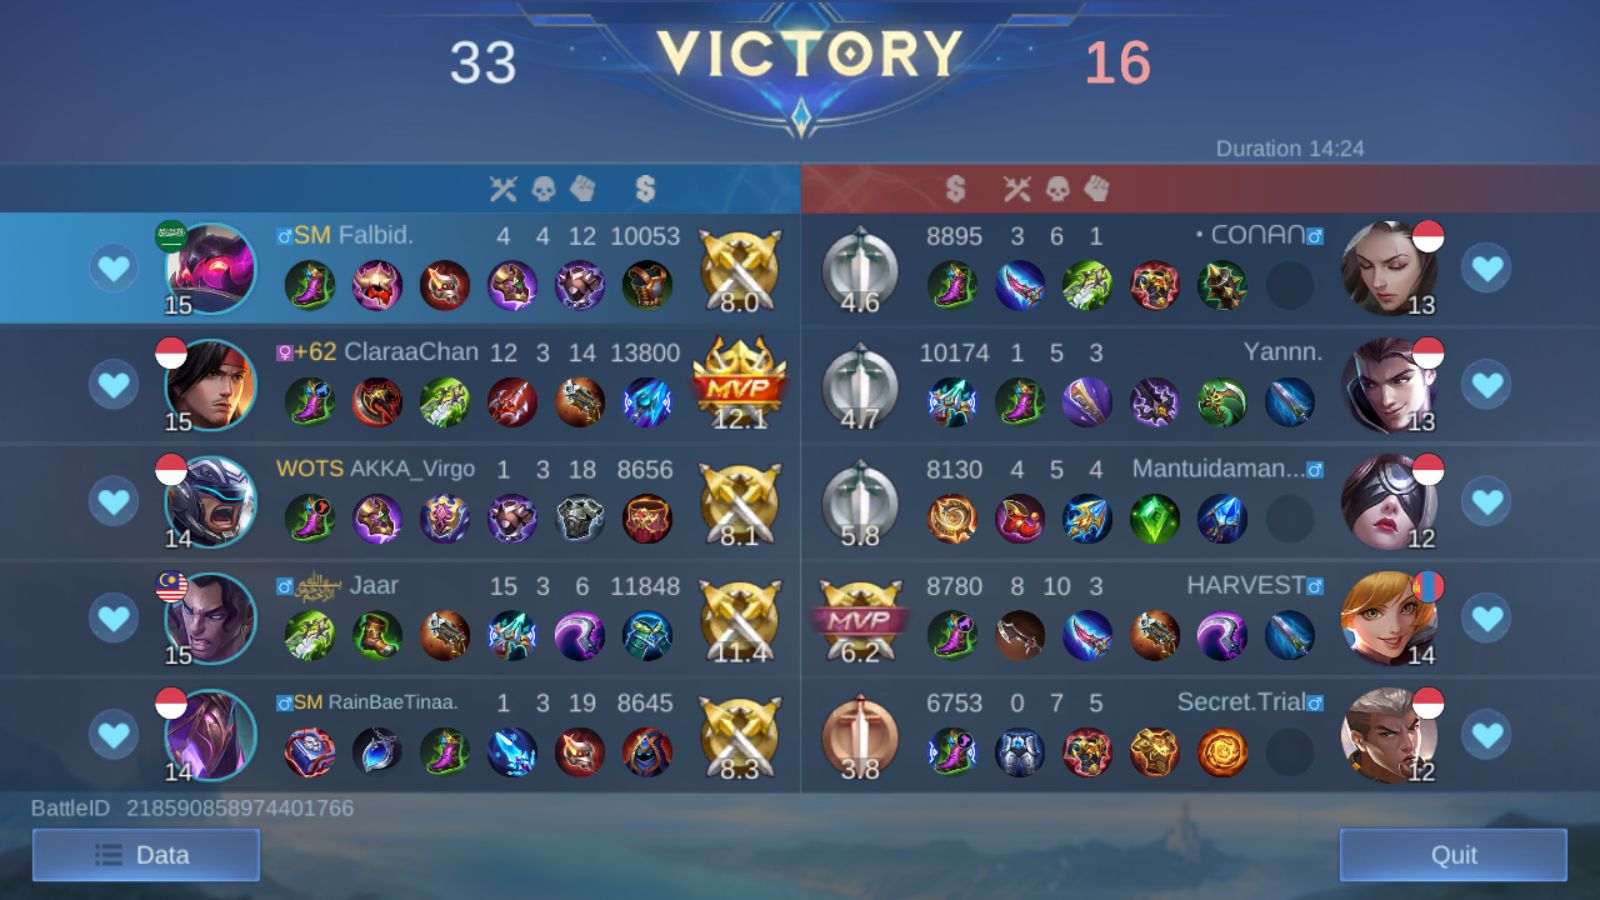 33 VICTORY 16
Duration 14:24
SM Falbid. 4 4 12 10053
15 8.0
8895 3 6 1 • CONAN
4.6 13
+62 ClaraaChan 12 3 14 13800
MVP
15 12.1
10174 1 5 3 Yannn.
4.7 13
WOTS AKKA_Virgo 1 3 18 8656
14 8.1
8130 4 5 4 Mantuidaman...
5.8 12
﷽ Jaar 15 3 6 11848
15 11.4
8780 8 10 3 HARVEST
MVP
6.2 14
SM RainBaeTinaa. 1 3 19 8645
14 8.3
6753 0 7 5 Secret.Trial
3.8 12
BattleID 218590858974401766
Data
Quit